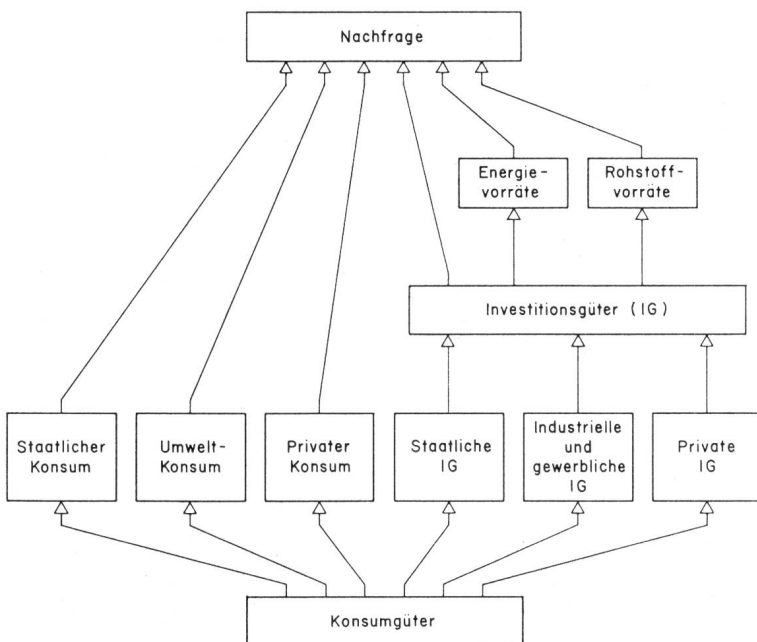 Nachfrage
Energie-
vorräte
Rohstoff-
vorräte
Investitionsgüter (IG)
Staatlicher
Konsum
Umwelt-
Konsum
Privater
Konsum
Staatliche
IG
Industrielle
und
gewerbliche
IG
Private
IG
Konsumgüter